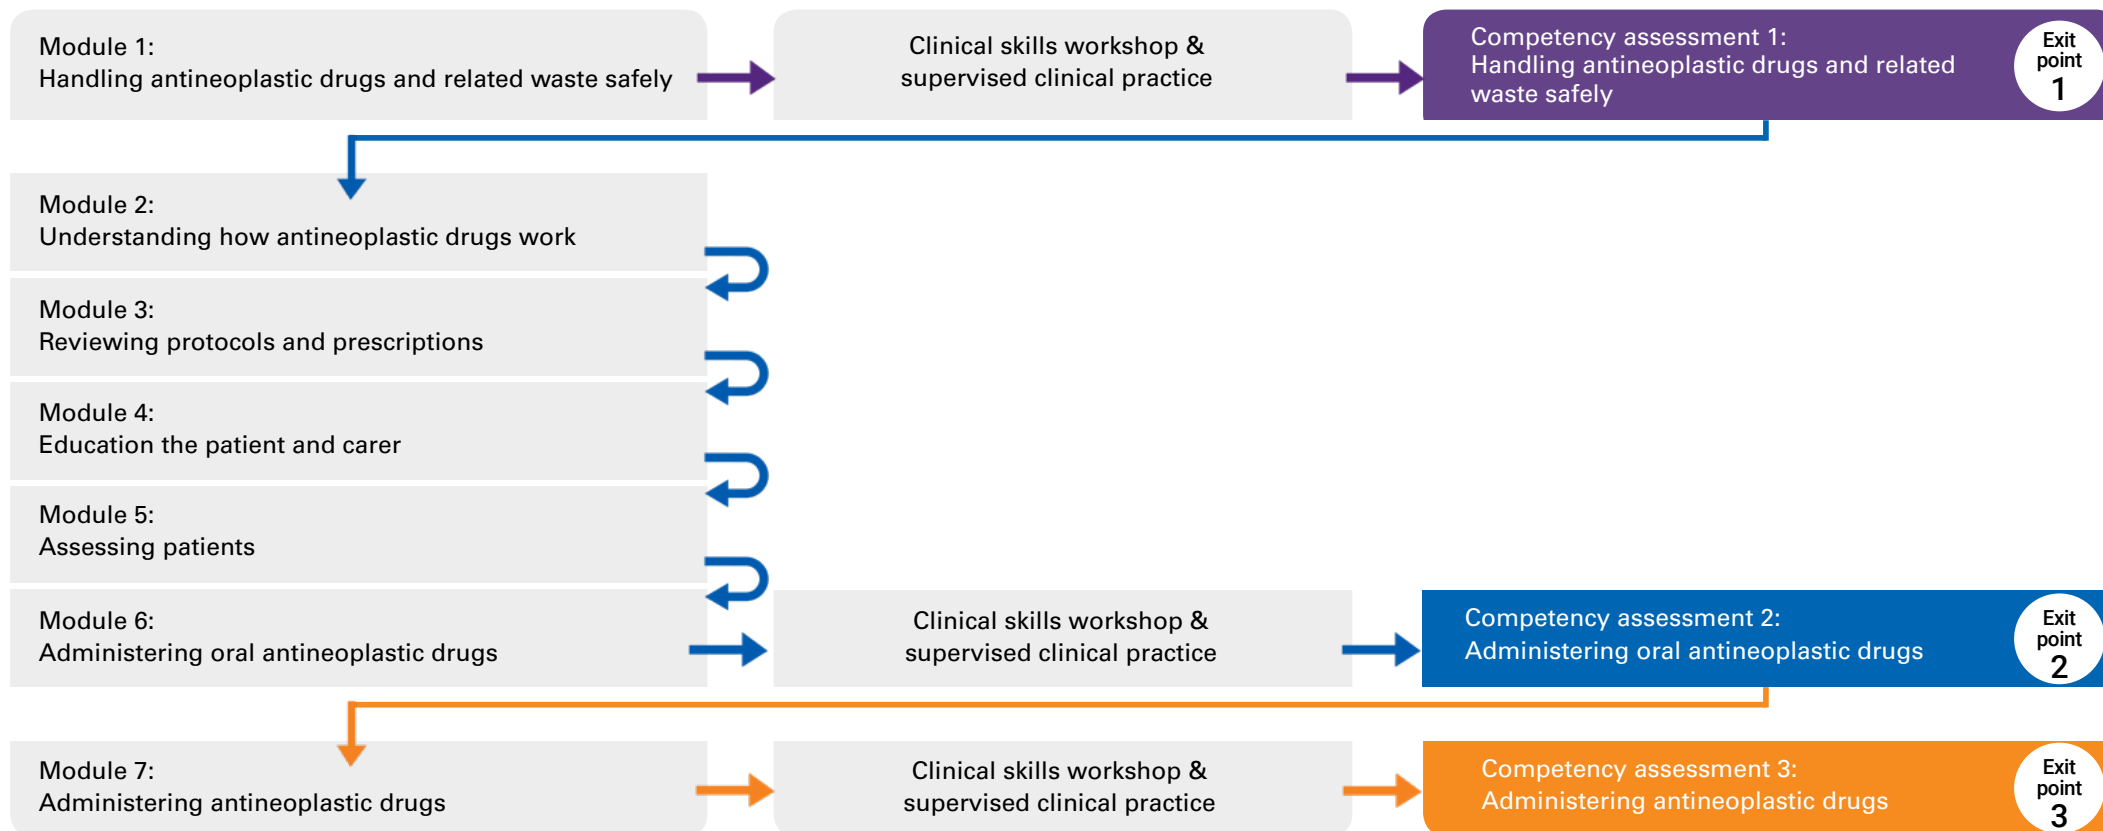 Module 1:
Handling antineoplastic drugs and related waste safely
Clinical skills workshop &
supervised clinical practice
Competency assessment 1:
Handling antineoplastic drugs and related
waste safely
Exit
point
1
Module 2:
Understanding how antineoplastic drugs work
Module 3:
Reviewing protocols and prescriptions
Module 4:
Education the patient and carer
Module 5:
Assessing patients
Module 6:
Administering oral antineoplastic drugs
Clinical skills workshop &
supervised clinical practice
Competency assessment 2:
Administering oral antineoplastic drugs
Exit
point
2
Module 7:
Administering antineoplastic drugs
Clinical skills workshop &
supervised clinical practice
Competency assessment 3:
Administering antineoplastic drugs
Exit
point
3